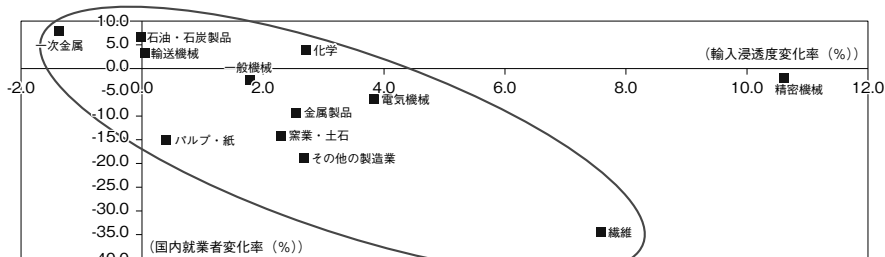 10.0
石油・石炭製品
一次金属
5.0
輸送機械
化学
(輸入浸透度変化率（%）)
一般機械
0.0
-2.0
0.0
2.0
4.0
6.0
8.0
10.0
12.0
-5.0
電気機械
精密機械
-10.0
金属製品
-15.0
パルプ・紙
窯業・土石
-20.0
その他の製造業
-25.0
-30.0
-35.0
繊維
(国内就業者変化率（%）)
-40.0